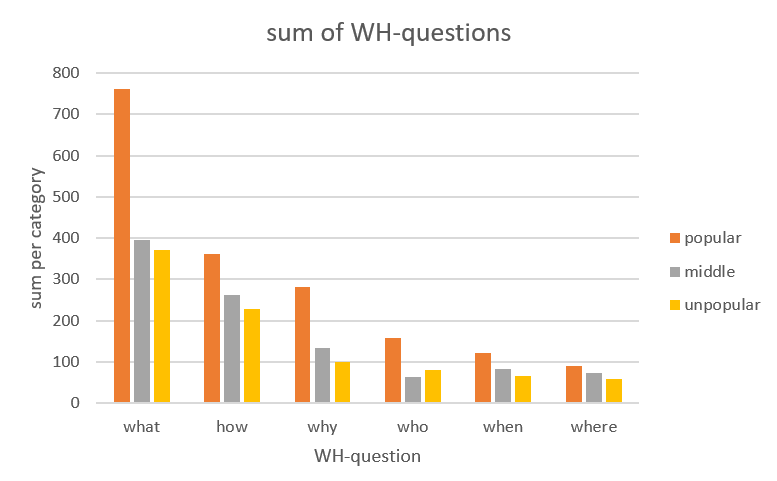 sum of WH-questions
sum per category
800
700
600
500
400
300
200
100
0
what how why who when where
WH-question
popular
middle
unpopular